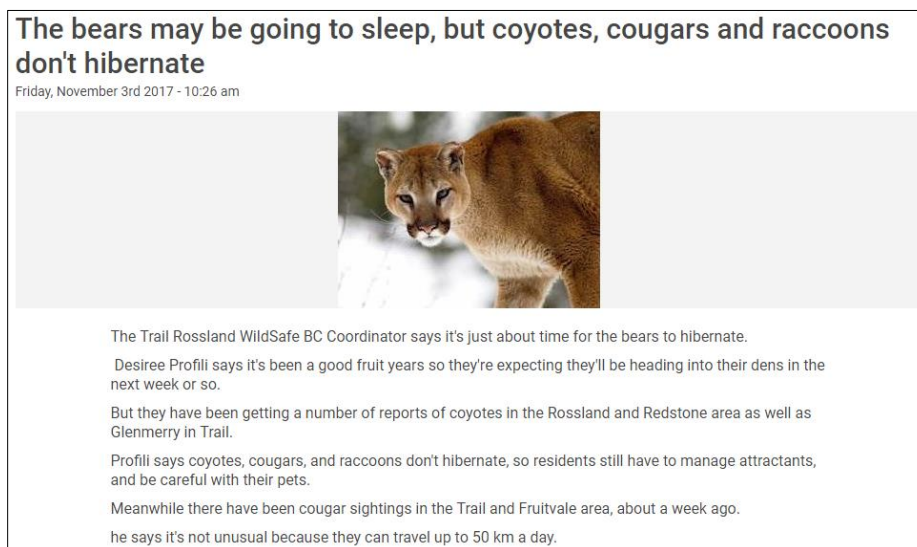 The bears may be going to sleep, but coyotes, cougars and raccoons
don't hibernate
Friday, November 3rd 2017 - 10:26 am
The Trail Rossland WildSafe BC Coordinator says it's just about time for the bears to hibernate.
Desiree Profili says it's been a good fruit years so they're expecting they'll be heading into their dens in the
next week or so.
But they have been getting a number of reports of coyotes in the Rossland and Redstone area as well as
Glenmerry in Trail.
Profili says coyotes, cougars, and raccoons don't hibernate, so residents still have to manage attractants,
and be careful with their pets.
Meanwhile there have been cougar sightings in the Trail and Fruitvale area, about a week ago.
he says it's not unusual because they can travel up to 50 km a day.